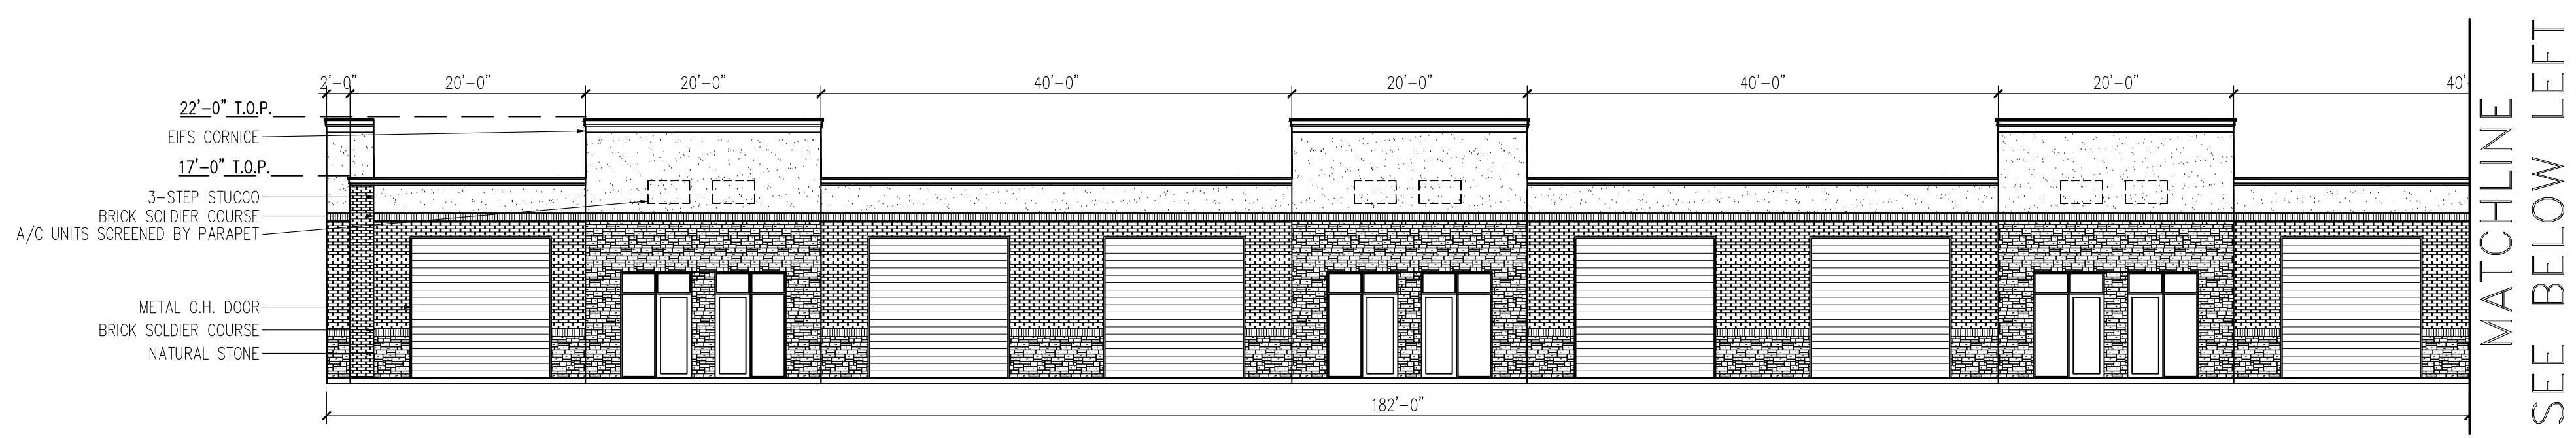 2'-0" 20'-0" 20'-0" 40'-0" 20'-0" 40'-0" 20'-0" 40'
22'-0" T.O.P.
EIFS CORNICE
17'-0" T.O.P.
3-STEP STUCCO
BRICK SOLDIER COURSE
A/C UNITS SCREENED BY PARAPET
METAL O.H. DOOR
BRICK SOLDIER COURSE
NATURAL STONE
182'-0"
MATCHLINE
SEE BELOW LEFT